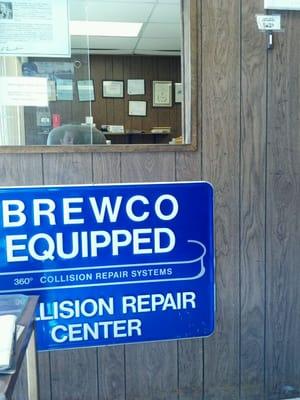 BREWCO
EQUIPPED
360° COLLISION REPAIR SYSTEMS
LLISION REPAIR
CENTER